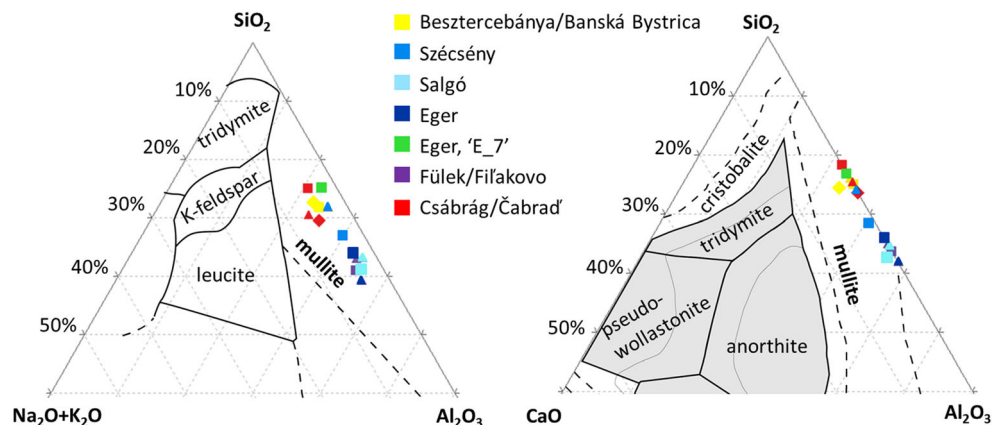 SiO₂
10%
20%
30%
40%
50%
tridymite
K-feldspar
leucite
mullite
Na₂O+K₂O
Al₂O₃
Besztercebánya/Banská Bystrica
Szécsény
Salgó
Eger
Eger, ‘E_7’
Fülek/Fiľakovo
Csábrág/Čabraď
SiO₂
10%
20%
30%
40%
50%
cristobalite
tridymite
mullite
pseudo-
wollastonite
anorthite
CaO
Al₂O₃